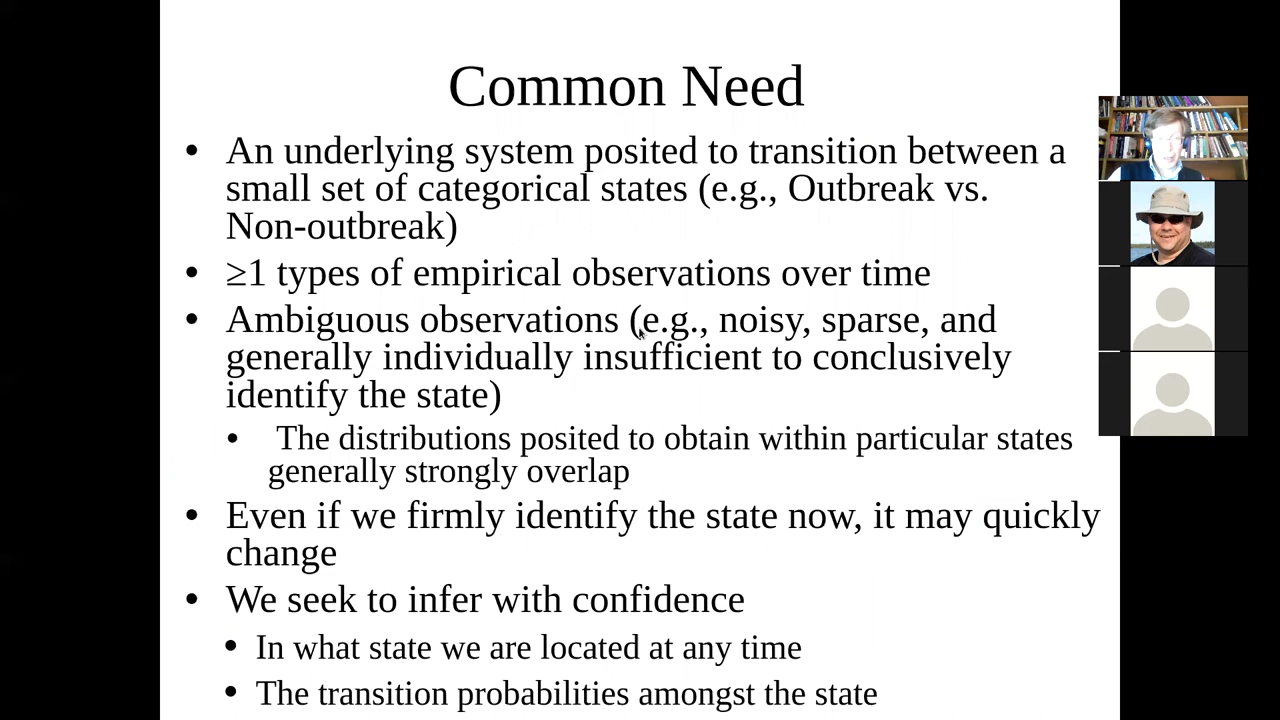 Common Need
• An underlying system posited to transition between a
small set of categorical states (e.g., Outbreak vs.
Non-outbreak)
• ≥1 types of empirical observations over time
• Ambiguous observations (e.g., noisy, sparse, and
generally individually insufficient to conclusively
identify the state)
• The distributions posited to obtain within particular states
generally strongly overlap
• Even if we firmly identify the state now, it may quickly
change
• We seek to infer with confidence
• In what state we are located at any time
• The transition probabilities amongst the state